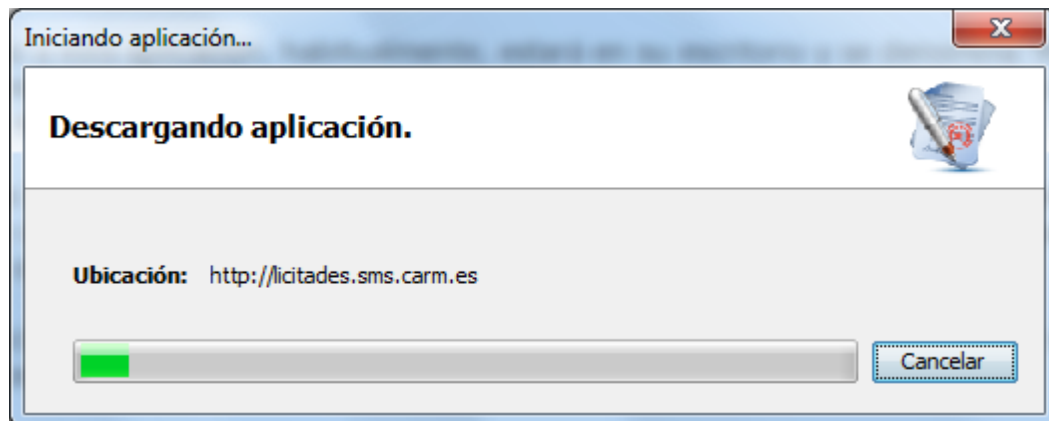 Iniciando aplicación...
Descargando aplicación.
Ubicación: http://licitades.sms.carm.es
Cancelar